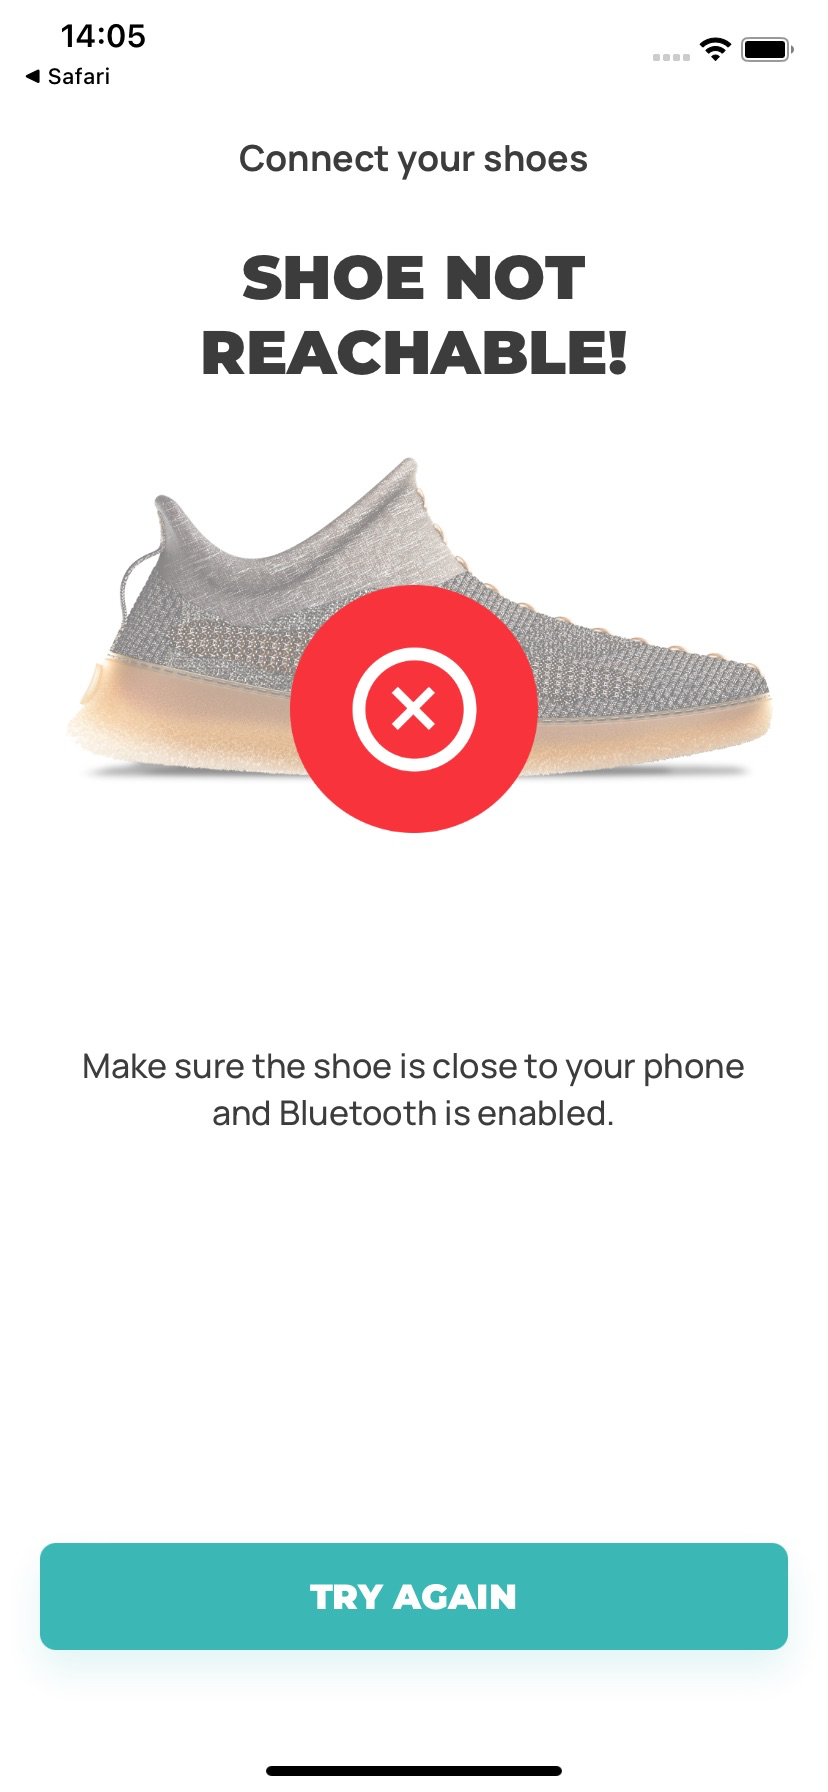 14:05
◀ Safari
Connect your shoes
SHOE NOT
REACHABLE!
Make sure the shoe is close to your phone
and Bluetooth is enabled.
TRY AGAIN